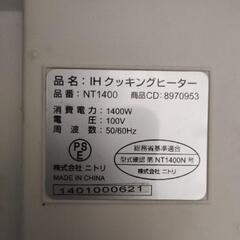 品名：IHクッキングヒーター
品番：NT1400 商品CD：8970953
消費電力：1400W
電圧：100V
周波数：50/60Hz
PSE
総務省基準適合
型式確認 第 NT1400N 号
株式会社 ニトリ
株式会社 ニトリ
MADE IN CHINA
1401000621